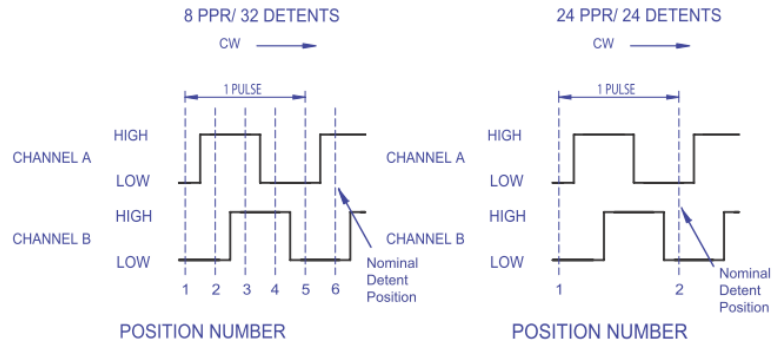 8 PPR/ 32 DETENTS
CW
1 PULSE
CHANNEL A
HIGH
LOW
CHANNEL B
HIGH
LOW
1 2 3 4 5 6
Nominal
Detent
Position
POSITION NUMBER
24 PPR/ 24 DETENTS
CW
1 PULSE
CHANNEL A
HIGH
LOW
CHANNEL B
HIGH
LOW
1 2
Nominal
Detent
Position
POSITION NUMBER